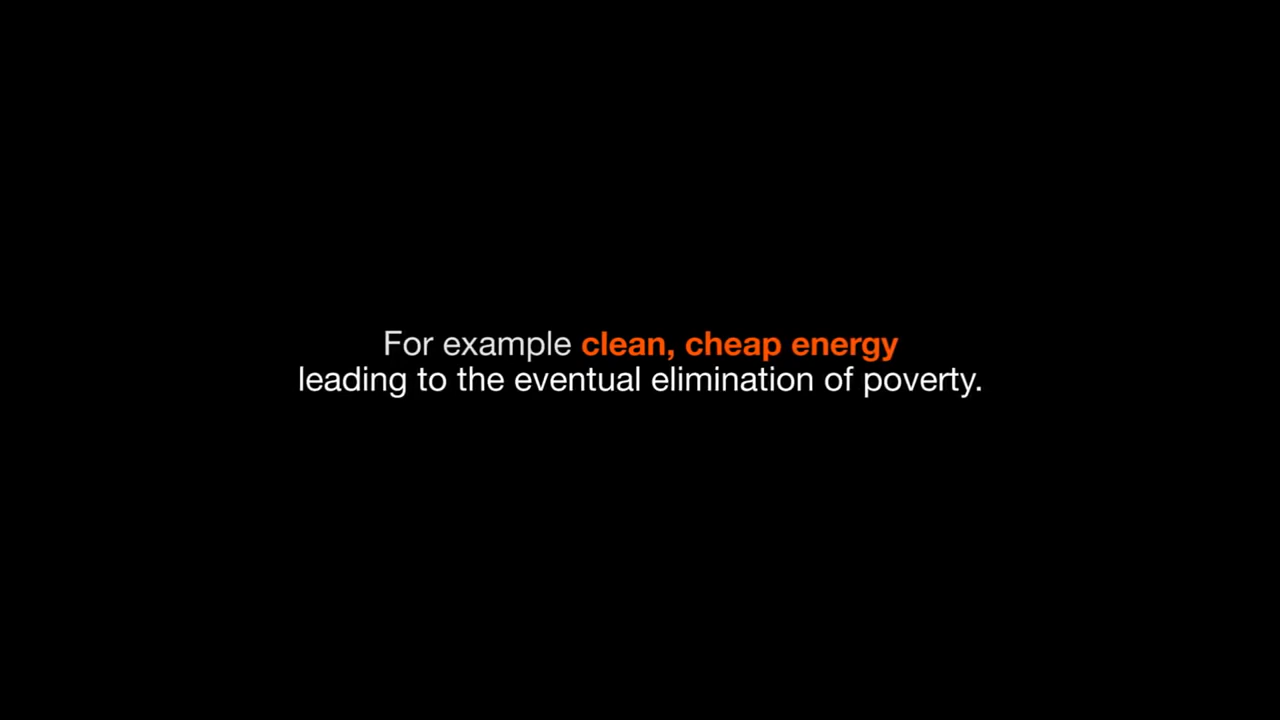 For example clean, cheap energy
leading to the eventual elimination of poverty.